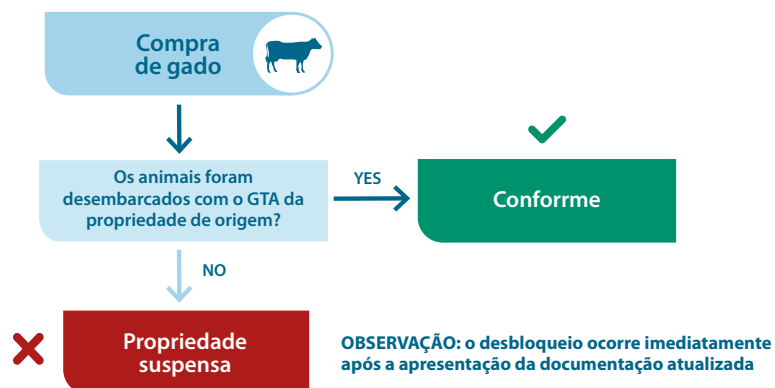 Compra
de gado
Os animais foram
desembarcados com o GTA da
propriedade de origem?
YES
Conforrme
NO
Propriedade
suspensa
OBSERVAÇÃO: o desbloqueio ocorre imediatamente
após a apresentação da documentação atualizada